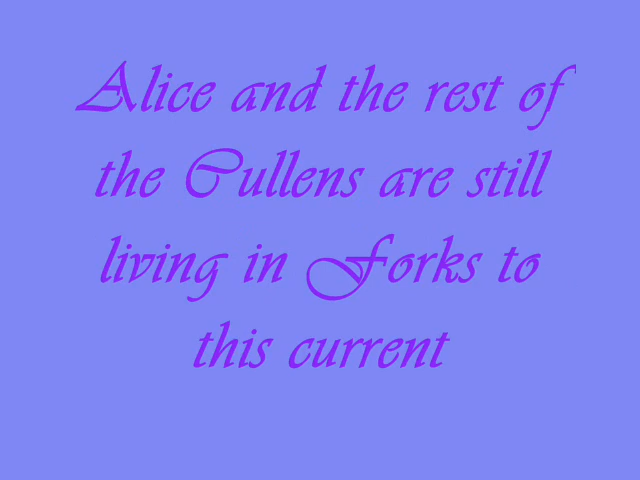 Alice and the rest of
the Cullens are still
living in Forks to
this current